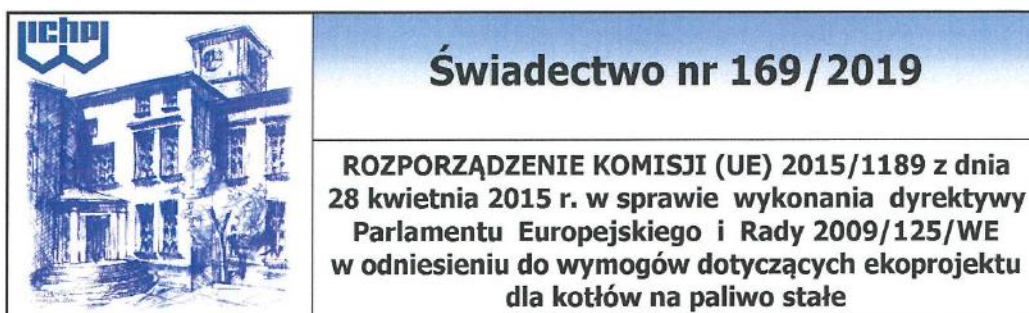 ichpw
Świadectwo nr 169/2019
ROZPORZĄDZENIE KOMISJI (UE) 2015/1189 z dnia
28 kwietnia 2015 r. w sprawie wykonania dyrektywy
Parlamentu Europejskiego i Rady 2009/125/WE
w odniesieniu do wymogów dotyczących ekoprojektu
dla kotłów na paliwo stałe